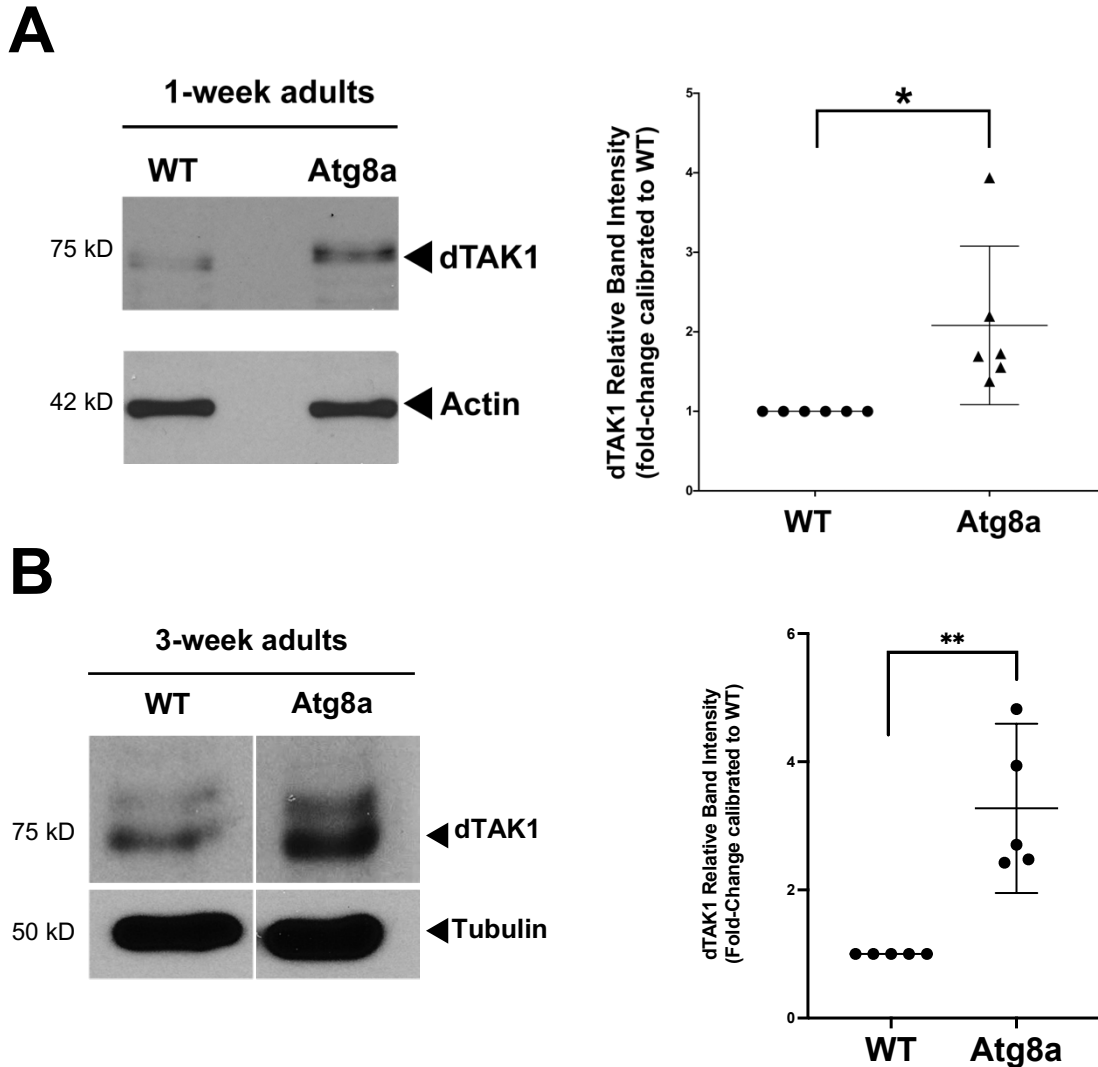 A
1-week adults
WT Atg8a
75 kD
dTAK1
42 kD
Actin
dTAK1 Relative Band Intensity
(fold-change calibrated to WT)
*
5
4
3
2
1
0
WT Atg8a
B
3-week adults
WT Atg8a
75 kD
dTAK1
50 kD
Tubulin
dTAK1 Relative Band Intensity
(Fold-Change calibrated to WT)
**
6
4
2
0
WT Atg8a